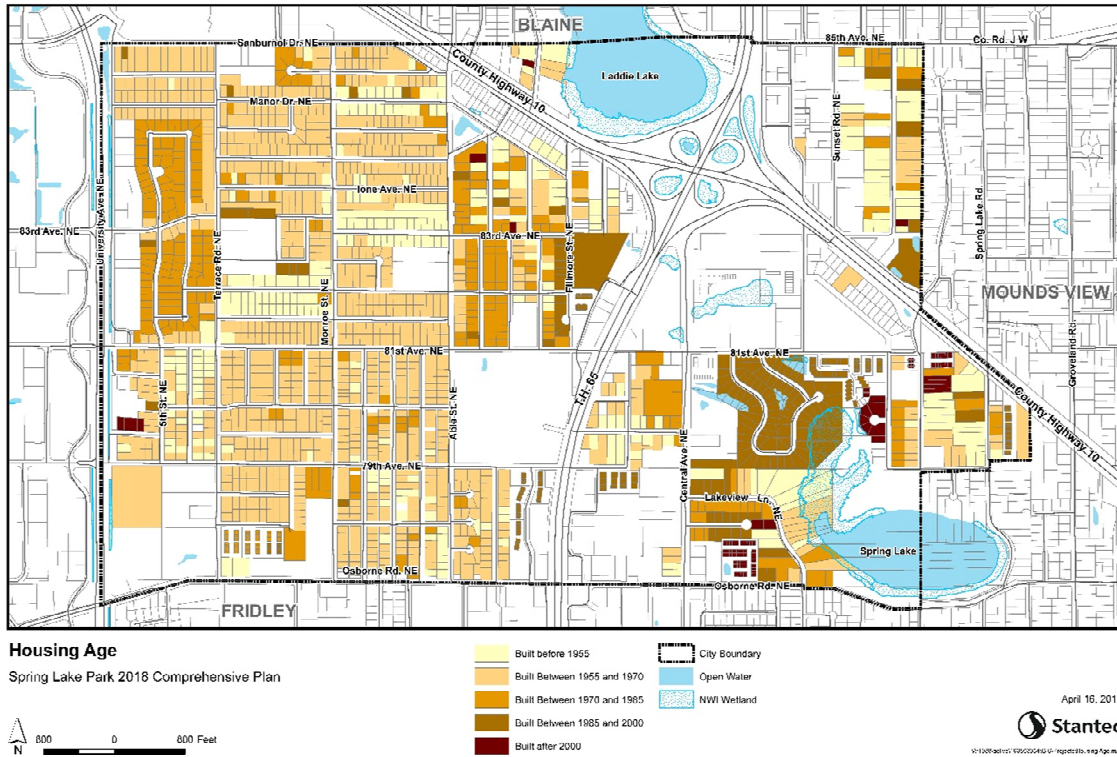 BLAINE
Sanburnol Dr. NE
85th Ave. NE
Co. Rd. J W
County Highway 10
Laddie Lake
Manor Dr. NE
Sunset Rd. NE
Ione Ave. NE
University Ave. NE
83rd Ave. NE
Terrace Rd. NE
83rd Ave. NE
Fillmore St. NE
Spring Lake Rd.
MOUNDS VIEW
Monroe St. NE
Groveland Rd.
81st Ave. NE
81st Ave. NE
T.H. 65
5th St. NE
Able St. NE
County Highway 10
79th Ave. NE
Central Ave. NE
Lakeview Ln. NE
Spring Lake
Osborne Rd. NE
Osborne Rd. NE
FRIDLEY
Housing Age
Spring Lake Park 2018 Comprehensive Plan
Built before 1955
Built Between 1955 and 1970
Built Between 1970 and 1985
Built Between 1985 and 2000
Built after 2000
City Boundary
Open Water
NWI Wetland
N
800 0 800 Feet
April 16, 201
Stantec